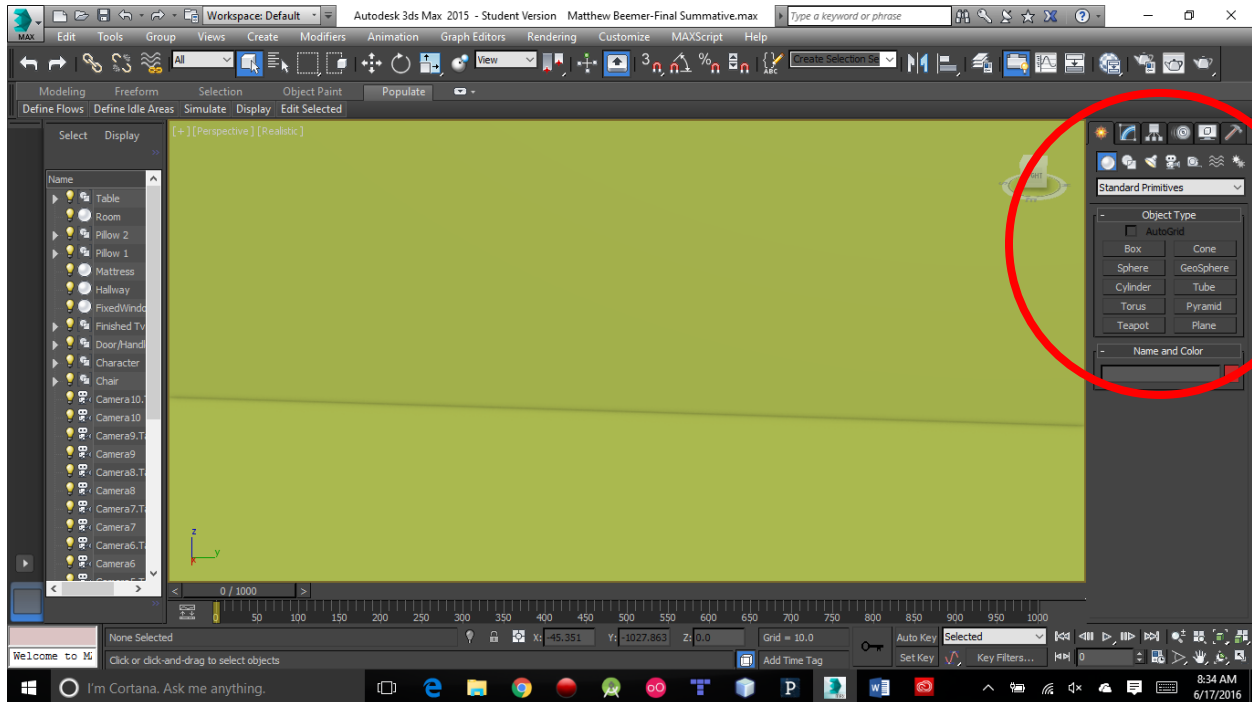 Workspace: Default
Autodesk 3ds Max 2015 - Student Version Matthew Beemer-Final Summative.max
Type a keyword or phrase
MAX
Edit Tools Group Views Create Modifiers Animation Graph Editors Rendering Customize MAXScript Help
All
View
3
Create Selection Se
Modeling Freeform Selection Object Paint Populate
Define Flows Define Idle Areas Simulate Display Edit Selected
Select Display
[+][Perspective][Realistic]
Name
Table
Room
Pillow 2
Pillow 1
Mattress
Hallway
FixedWindo
Finished Tv
Door/Handl
Character
Chair
Camera10.T
Camera10
Camera9.Ta
Camera9
Camera8.Ta
Camera8
Camera7.Ta
Camera7
Camera6.Ta
Camera6
z
y
x
Standard Primitives
- Object Type
AutoGrid
Box Cone
Sphere GeoSphere
Cylinder Tube
Torus Pyramid
Teapot Plane
- Name and Color
< 0 / 1000 >
0 50 100 150 200 250 300 350 400 450 500 550 600 650 700 750 800 850 900 950 1000
None Selected
X: -45.351 Y: -1027.863 Z: 0.0 Grid = 10.0
Auto Key Selected
Welcome to M
Click or click-and-drag to select objects
Add Time Tag
Set Key Key Filters...
0
I'm Cortana. Ask me anything.
8:34 AM
6/17/2016